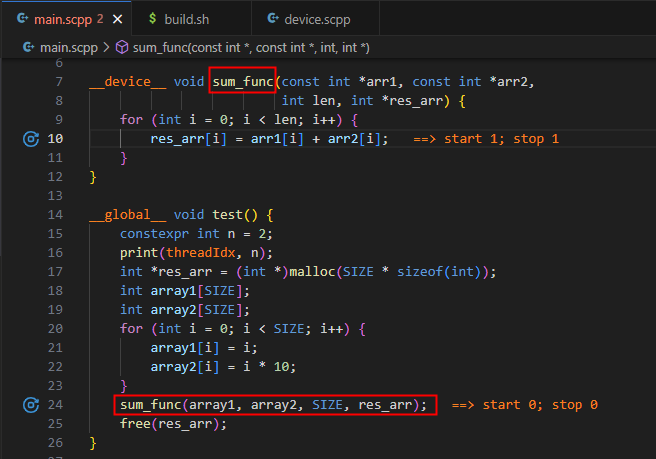 main.scpp 2 × $ build.sh device.scpp
main.scpp > sum_func(const int *, const int *, int, int *)
6
7 __device__ void sum_func(const int *arr1, const int *arr2,
8 int len, int *res_arr) {
9 for (int i = 0; i < len; i++) {
10 res_arr[i] = arr1[i] + arr2[i]; ==> start 1; stop 1
11 }
12 }
13
14 __global__ void test() {
15 constexpr int n = 2;
16 print(threadIdx, n);
17 int *res_arr = (int *)malloc(SIZE * sizeof(int));
18 int array1[SIZE];
19 int array2[SIZE];
20 for (int i = 0; i < SIZE; i++) {
21 array1[i] = i;
22 array2[i] = i * 10;
23 }
24 sum_func(array1, array2, SIZE, res_arr); ==> start 0; stop 0
25 free(res_arr);
26 }
27